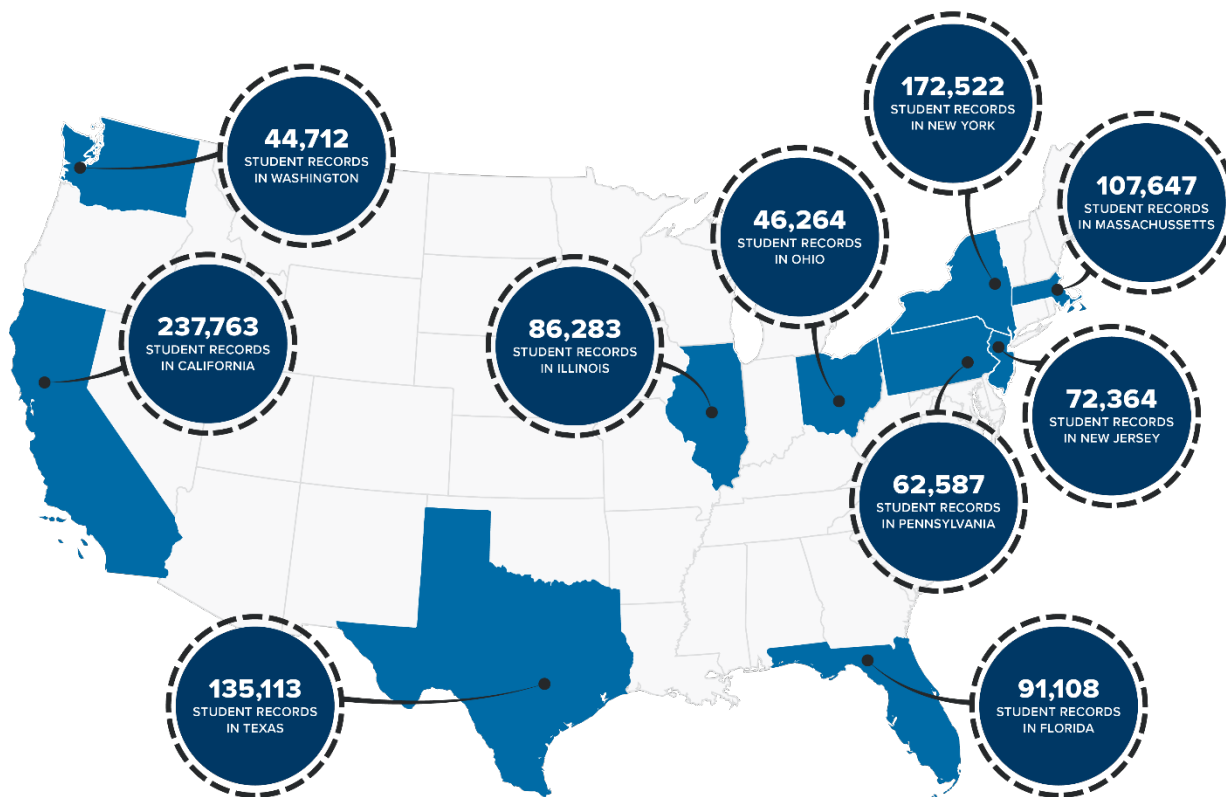 172,522
STUDENT RECORDS
IN NEW YORK
44,712
STUDENT RECORDS
IN WASHINGTON
107,647
STUDENT RECORDS
IN MASSACHUSSETTS
46,264
STUDENT RECORDS
IN OHIO
237,763
STUDENT RECORDS
IN CALIFORNIA
86,283
STUDENT RECORDS
IN ILLINOIS
72,364
STUDENT RECORDS
IN NEW JERSEY
62,587
STUDENT RECORDS
IN PENNSYLVANIA
135,113
STUDENT RECORDS
IN TEXAS
91,108
STUDENT RECORDS
IN FLORIDA